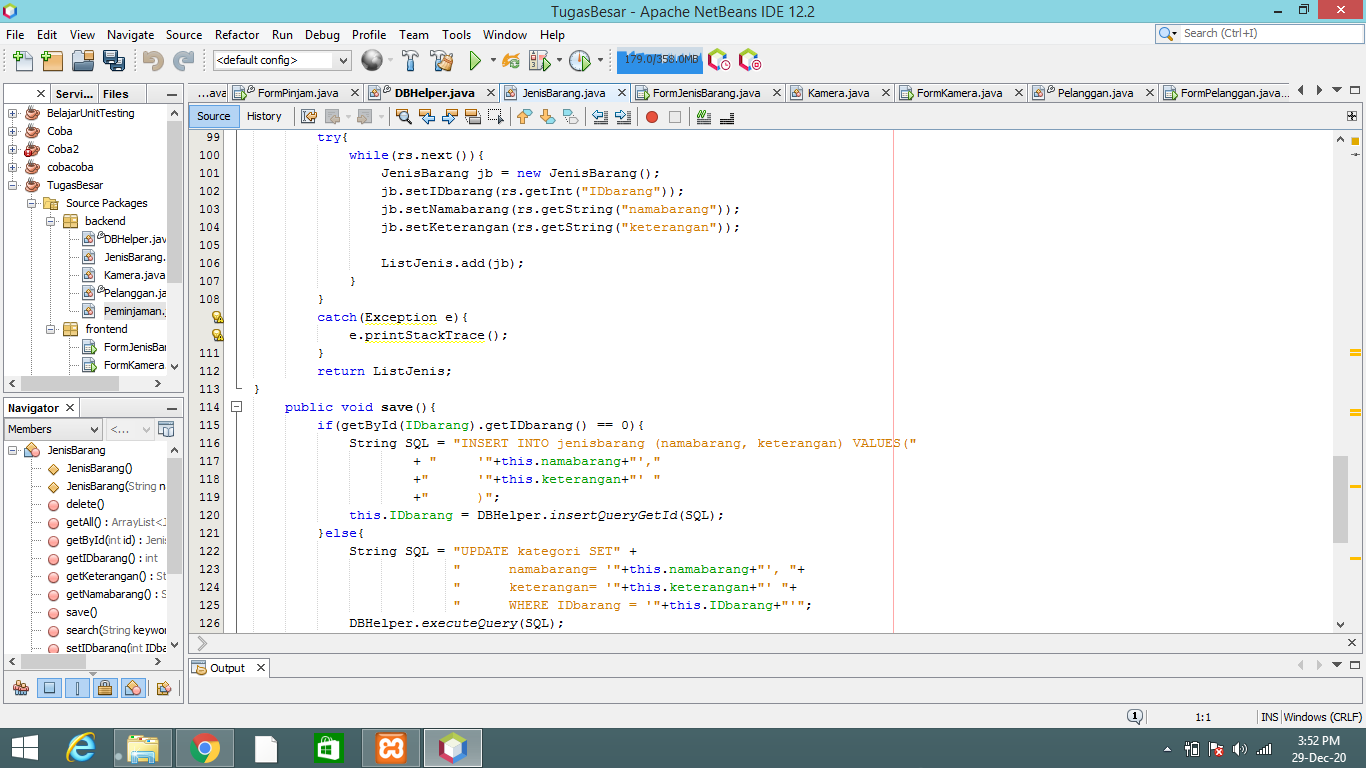 TugasBesar - Apache NetBeans IDE 12.2
File Edit View Navigate Source Refactor Run Debug Profile Team Tools Window Help
Search (Ctrl+I)
<default config>
179.0/358.0MB
Servi... Files
...ava FormPinjam.java DBHelper.java JenisBarang.java FormJenisBarang.java Kamera.java FormKamera.java Pelanggan.java FormPelanggan.java...
Source History
BelajarUnitTesting
Coba
Coba2
cobacoba
TugasBesar
Source Packages
backend
DBHelper.jav
JenisBarang.
Kamera.java
Pelanggan.ja
Peminjaman.
frontend
FormJenisBar
FormKamera.
99 try{
100 while(rs.next()){
101 JenisBarang jb = new JenisBarang();
102 jb.setIDbarang(rs.getInt("IDbarang"));
103 jb.setNamabarang(rs.getString("namabarang"));
104 jb.setKeterangan(rs.getString("keterangan"));
105
106 ListJenis.add(jb);
107 }
108 }
catch(Exception e){
e.printStackTrace();
111 }
112 return ListJenis;
113 }
114 public void save(){
115 if(getById(IDbarang).getIDbarang() == 0){
116 String SQL = "INSERT INTO jenisbarang (namabarang, keterangan) VALUES("
117 + " '"+this.namabarang+"',"
118 +" '"+this.keterangan+"' "
119 +" )";
120 this.IDbarang = DBHelper.insertQueryGetId(SQL);
121 }else{
122 String SQL = "UPDATE kategori SET" +
123 " namabarang= '"+this.namabarang+"', "+
124 " keterangan= '"+this.keterangan+"' "+
125 " WHERE IDbarang = '"+this.IDbarang+"'";
126 DBHelper.executeQuery(SQL);
Navigator
Members <...
JenisBarang
JenisBarang()
JenisBarang(String n
delete()
getAll() : ArrayList<J
getById(int id) : Jenis
getIDbarang() : int
getKeterangan() : St
getNamabarang() : S
save()
search(String keywor
setIDbarang(int IDba
Output
1
1:1 INS Windows (CRLF)
3:52 PM
29-Dec-20